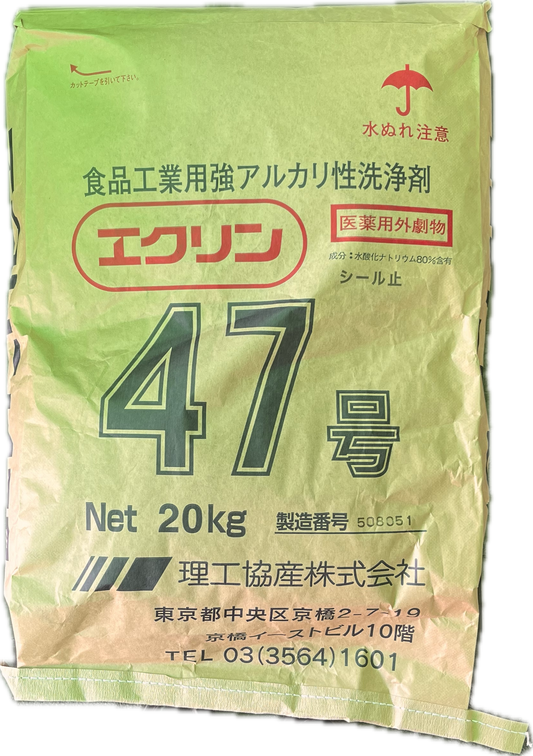 カットテープを引いて下さい。
水ぬれ注意
食品工業用強アルカリ性洗浄剤
エクリン
医薬用外劇物
成分：水酸化ナトリウム80%含有
シール止
47号
Net 20kg 製造番号 508051
理工協産株式会社
東京都中央区京橋2-7-19
京橋イーストビル10階
TEL 03(3564)1601